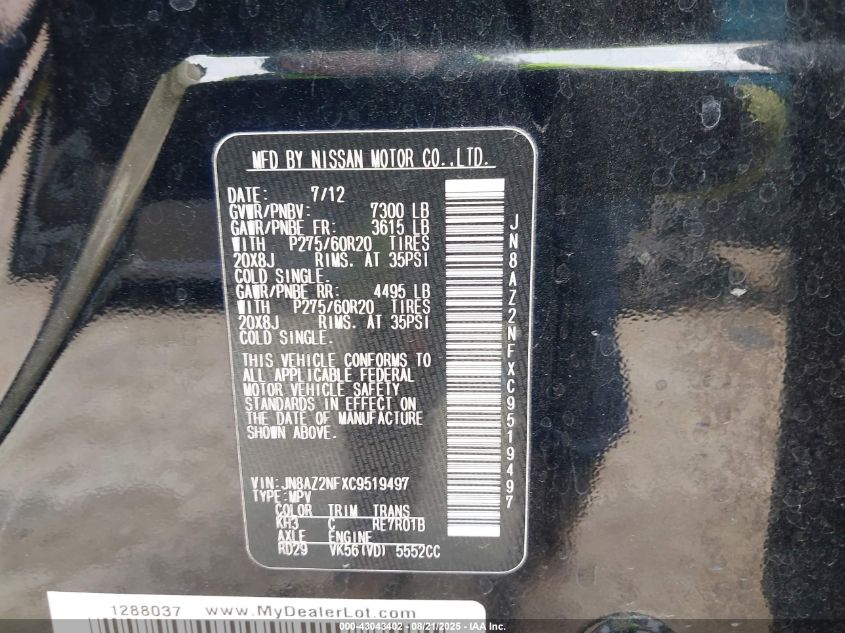 MFD BY NISSAN MOTOR CO.,LTD.
DATE: 7/12
GVWR/PNBV: 7300 LB
GAWR/PNBE FR: 3615 LB
WITH P275/60R20 TIRES
20X8J RIMS. AT 35PSI
COLD SINGLE.
GAWR/PNBE RR: 4495 LB
WITH P275/60R20 TIRES
20X8J RIMS. AT 35PSI
COLD SINGLE.
THIS VEHICLE CONFORMS TO
ALL APPLICABLE FEDERAL
MOTOR VEHICLE SAFETY
STANDARDS IN EFFECT ON
THE DATE OF MANUFACTURE
SHOWN ABOVE.
VIN:JN8AZ2NFXC9519497
TYPE:MPV
COLOR TRIM TRANS
KH3 C RE7R01B
AXLE ENGINE
RD29 VK56(VD) 5552CC
JN8AZ2NFXC9519497
1288037 www.MyDealerLot.com
000-43043402 - 08/21/2025 - IAA Inc.